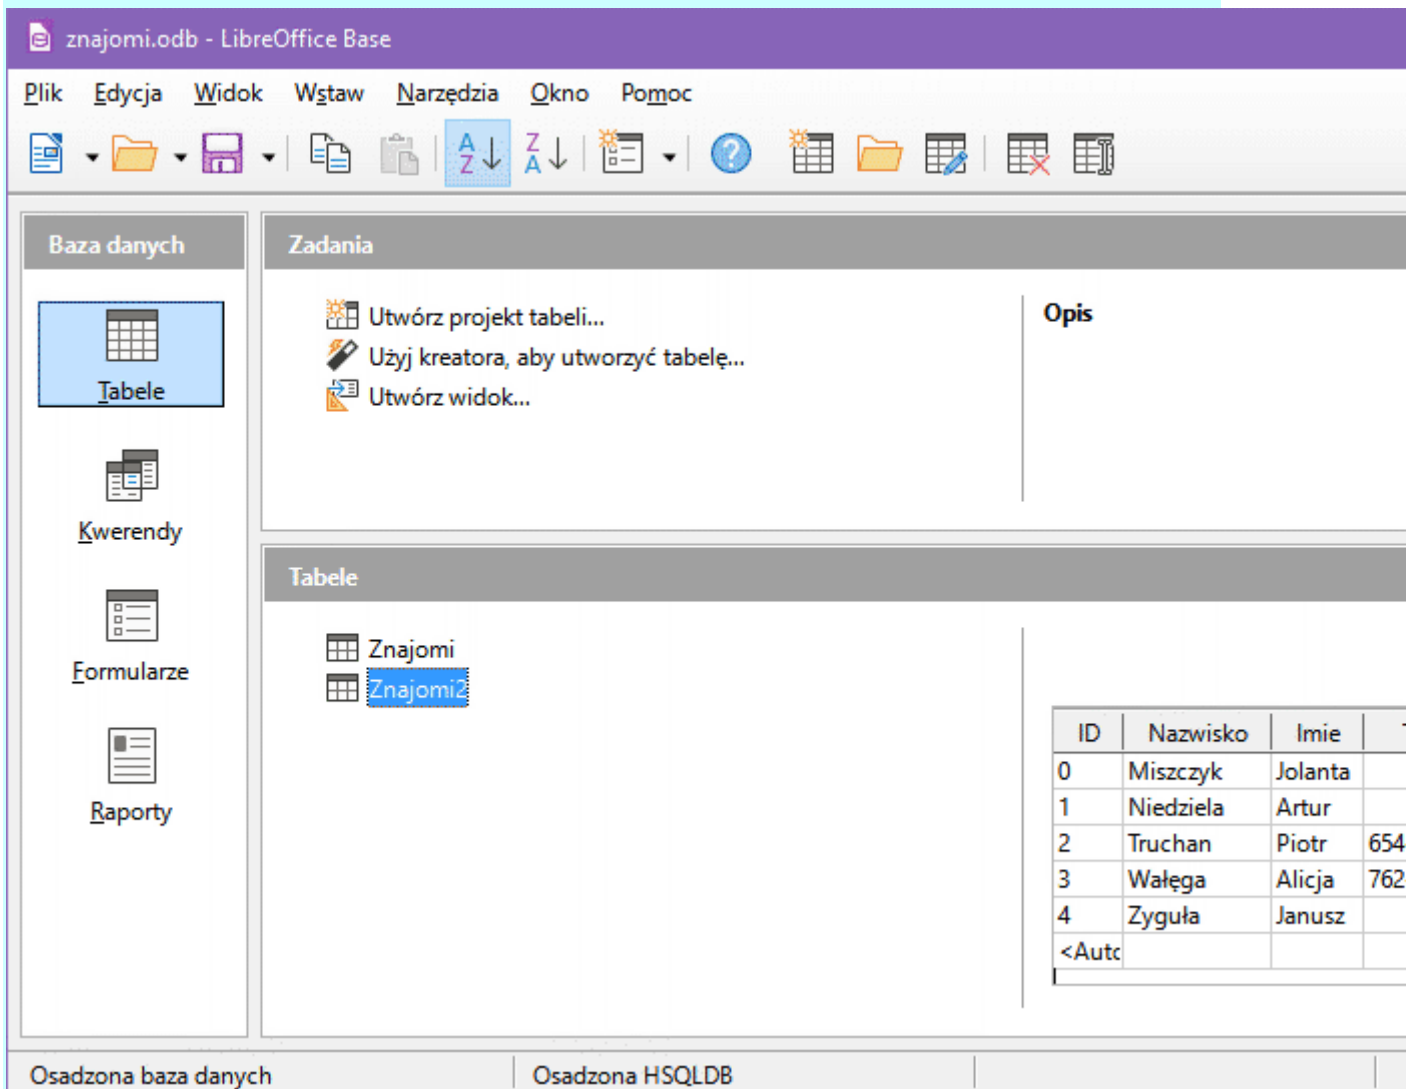 znajomi.odb - LibreOffice Base
Plik Edycja Widok Wstaw Narzędzia Okno Pomoc
Baza danych
Tabele
Kwerendy
Formularze
Raporty
Zadania
Utwórz projekt tabeli...
Użyj kreatora, aby utworzyć tabelę...
Utwórz widok...
Opis
Tabele
Znajomi
Znajomi2
ID Nazwisko Imie
0 Miszczyk Jolanta
1 Niedziela Artur
2 Truchan Piotr 654
3 Wałęga Alicja 762
4 Zyguła Janusz
<Auto
Osadzona baza danych Osadzona HSQLDB